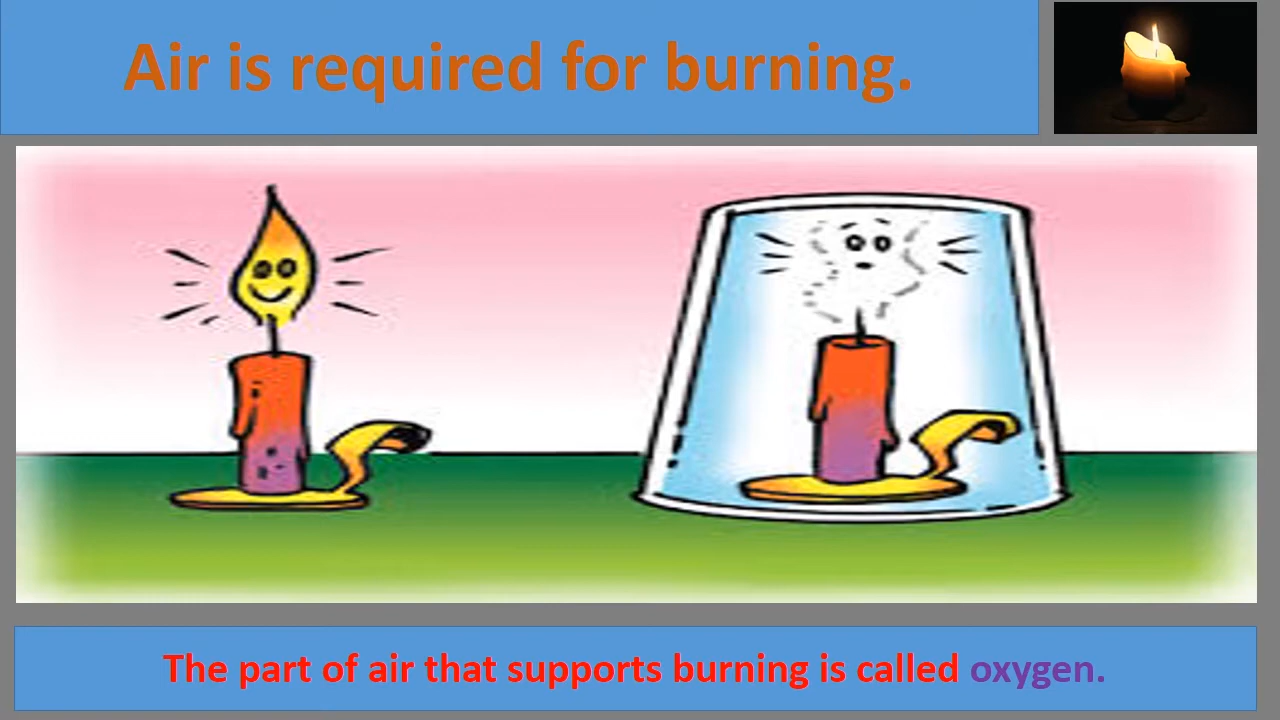 Air is required for burning.
The part of air that supports burning is called oxygen.